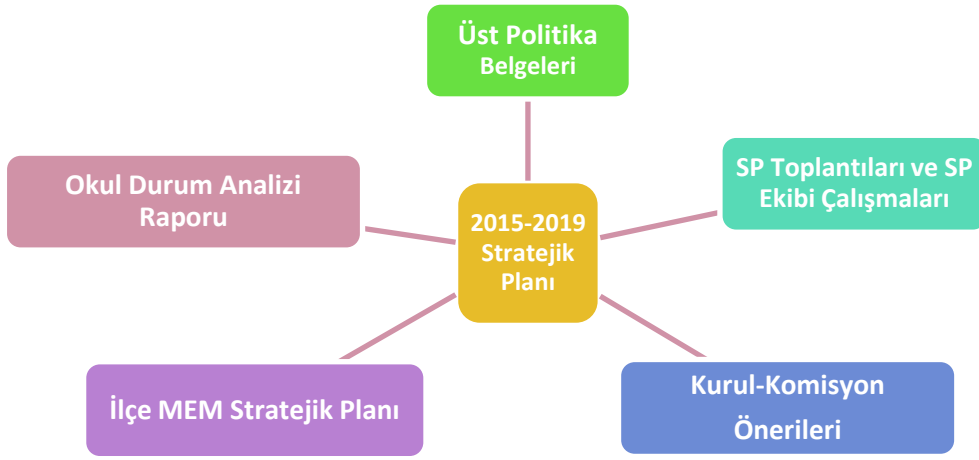 Üst Politika
Belgeleri
SP Toplantıları ve SP
Ekibi Çalışmaları
Okul Durum Analizi
Raporu
2015-2019
Stratejik
Planı
İlçe MEM Stratejik Planı
Kurul-Komisyon
Önerileri